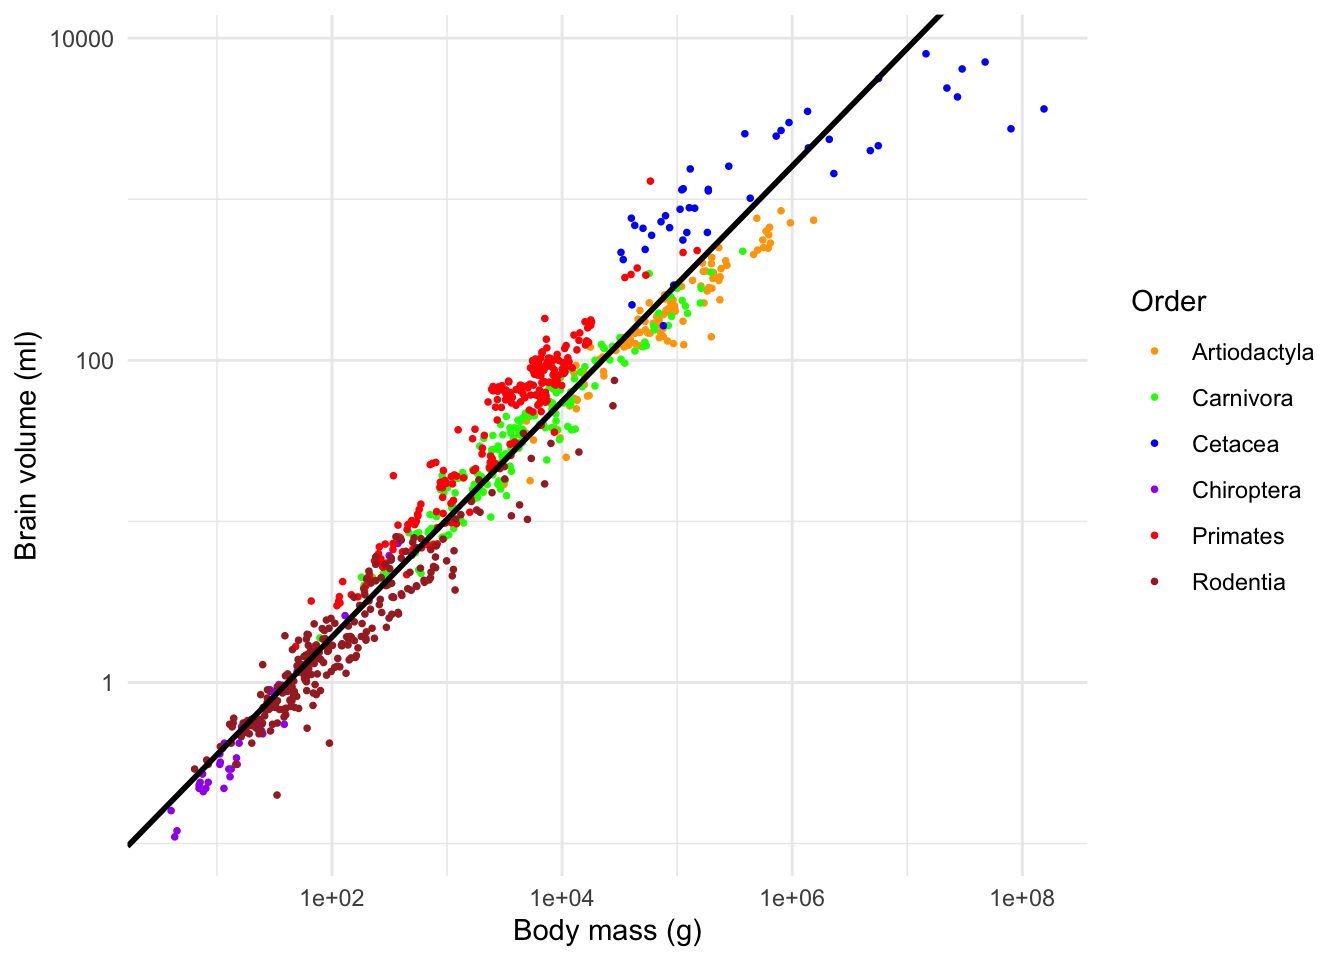 10000
100
1
Brain volume (ml)
1e+02
1e+04
1e+06
1e+08
Body mass (g)
Order
Artiodactyla
Carnivora
Cetacea
Chiroptera
Primates
Rodentia